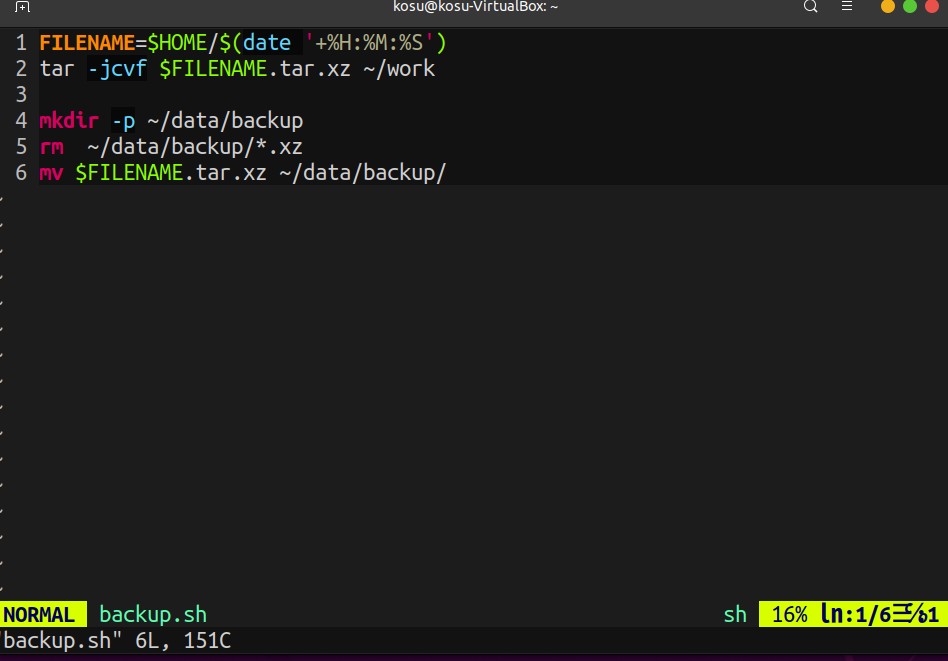 kosu@kosu-VirtualBox: ~
1 FILENAME=$HOME/$(date '+%H:%M:%S')
2 tar -jcvf $FILENAME.tar.xz ~/work
3
4 mkdir -p ~/data/backup
5 rm  ~/data/backup/*.xz
6 mv $FILENAME.tar.xz ~/data/backup/
NORMAL backup.sh sh 16% ln:1/6☰℅1
"backup.sh" 6L, 151C